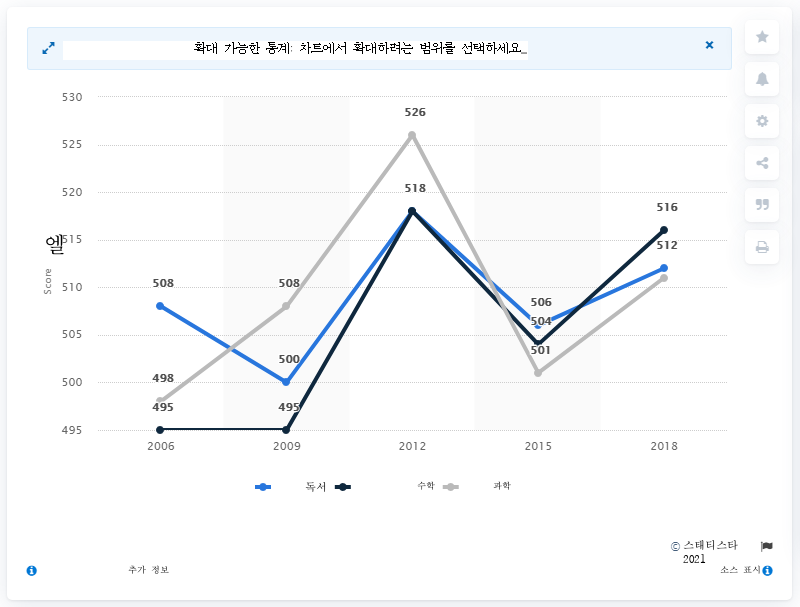 확대 가능한 통계: 차트에서 확대하려는 범위를 선택하세요_
530
525
520
엘
515
510
505
500
495
Score
508
500
518
506
512
495
495
504
516
498
508
526
501
2006 2009 2012 2015 2018
독서 수학 과학
© 스태티스타 2021
추가 정보
소스 표시